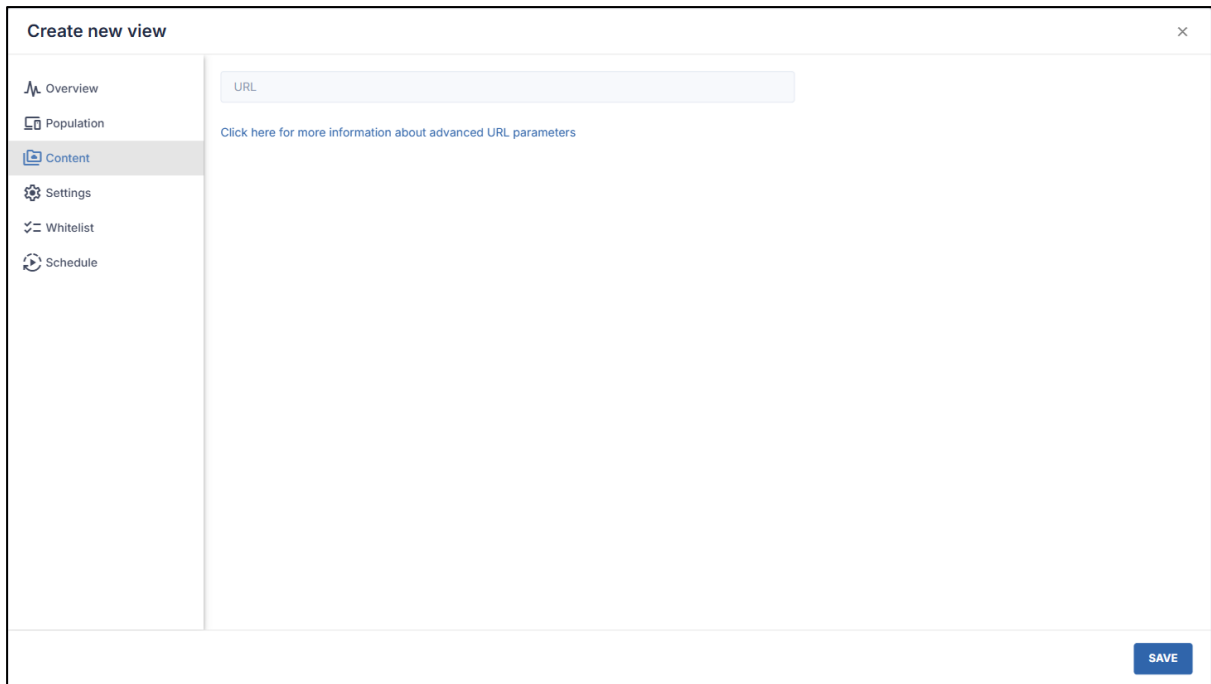 Create new view
Overview
Population
Content
Settings
Whitelist
Schedule
URL
Click here for more information about advanced URL parameters
SAVE